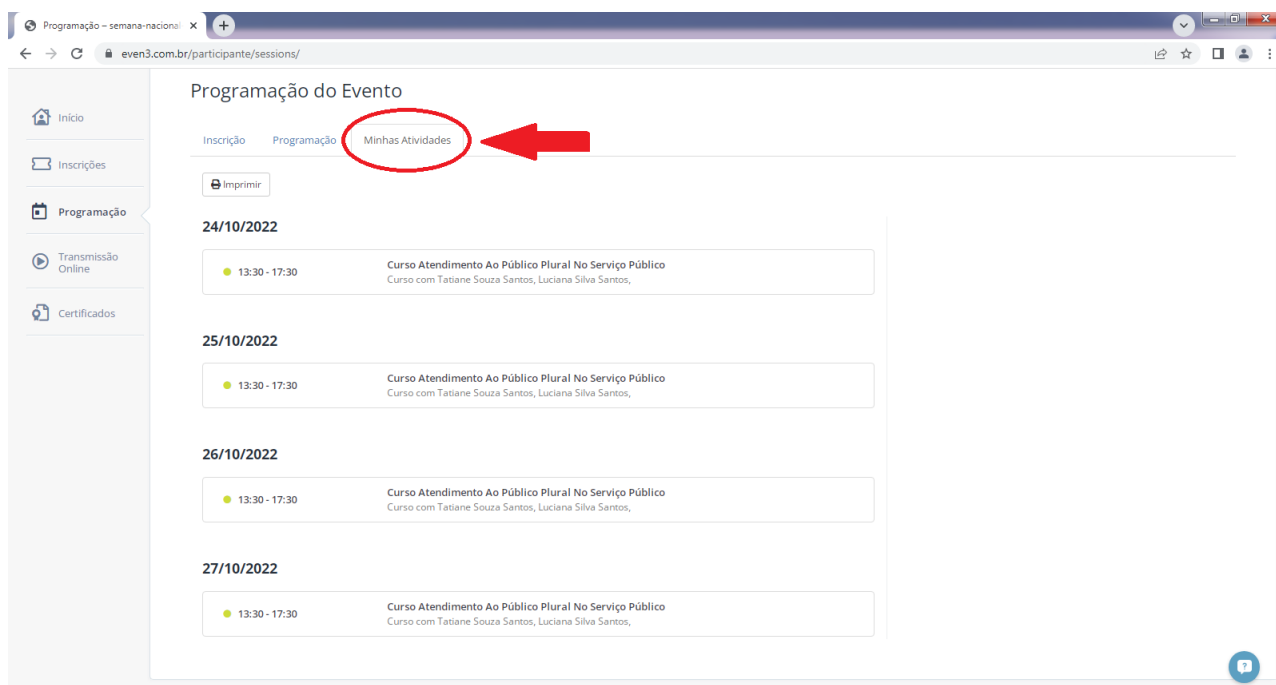 Programação – semana-nacional
even3.com.br/participante/sessions/
Início
Inscrições
Programação
Transmissão
Online
Certificados
Programação do Evento
Inscrição Programação Minhas Atividades
Imprimir
24/10/2022
13:30 - 17:30 Curso Atendimento Ao Público Plural No Serviço Público
Curso com Tatiane Souza Santos, Luciana Silva Santos,
25/10/2022
13:30 - 17:30 Curso Atendimento Ao Público Plural No Serviço Público
Curso com Tatiane Souza Santos, Luciana Silva Santos,
26/10/2022
13:30 - 17:30 Curso Atendimento Ao Público Plural No Serviço Público
Curso com Tatiane Souza Santos, Luciana Silva Santos,
27/10/2022
13:30 - 17:30 Curso Atendimento Ao Público Plural No Serviço Público
Curso com Tatiane Souza Santos, Luciana Silva Santos,